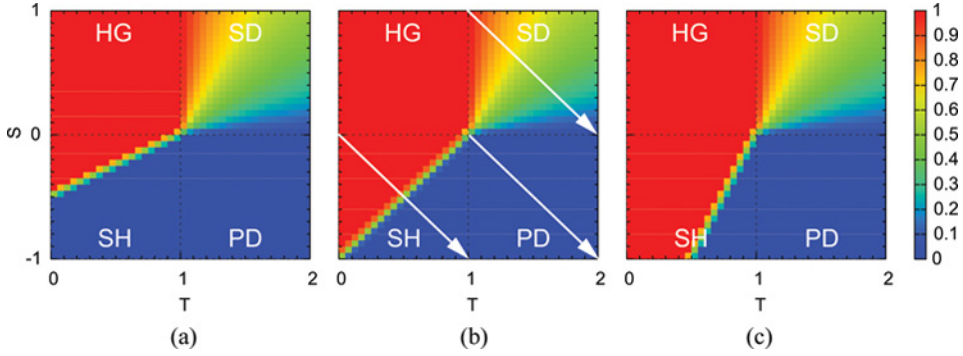 1
HG SD
S 0
SH PD
-1
0 1 2
T
(a)
HG SD
SH PD
0 1 2
T
(b)
HG SD
SH PD
0 1 2
T
(c)
1
0.9
0.8
0.7
0.6
0.5
0.4
0.3
0.2
0.1
0